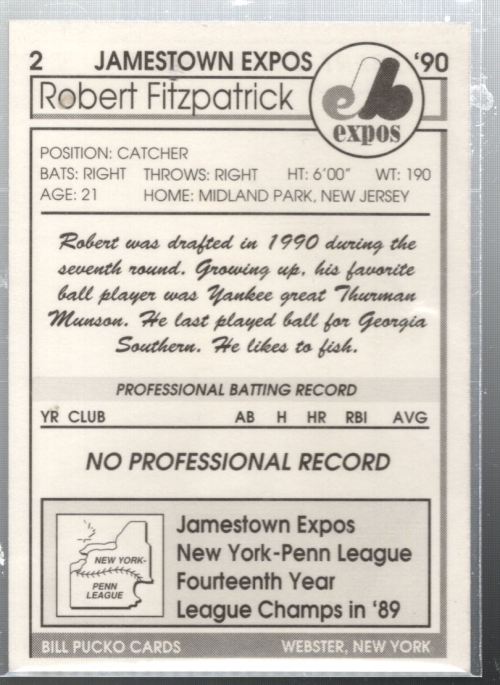 2 JAMESTOWN EXPOS '90
Robert Fitzpatrick
eb
expos
POSITION: CATCHER
BATS: RIGHT THROWS: RIGHT HT: 6'00" WT: 190
AGE: 21 HOME: MIDLAND PARK, NEW JERSEY
Robert was drafted in 1990 during the
seventh round. Growing up, his favorite
ball player was Yankee great Thurman
Munson. He last played ball for Georgia
Southern. He likes to fish.
PROFESSIONAL BATTING RECORD
YR CLUB AB H HR RBI AVG
NO PROFESSIONAL RECORD
NEW YORK-
PENN
LEAGUE
Jamestown Expos
New York-Penn League
Fourteenth Year
League Champs in '89
BILL PUCKO CARDS WEBSTER, NEW YORK